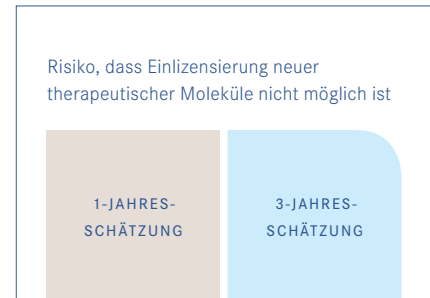 Risiko, dass Einlizensierung neuer
therapeutischer Moleküle nicht möglich ist
1-JAHRES-
SCHÄTZUNG
3-JAHRES-
SCHÄTZUNG